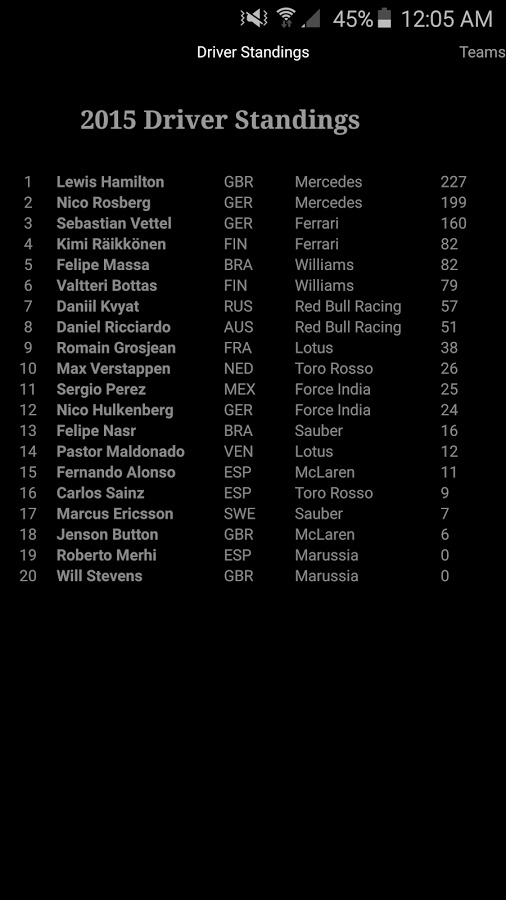 45% 12:05 AM
Driver Standings Teams
2015 Driver Standings
1 Lewis Hamilton GBR Mercedes 227
2 Nico Rosberg GER Mercedes 199
3 Sebastian Vettel GER Ferrari 160
4 Kimi Räikkönen FIN Ferrari 82
5 Felipe Massa BRA Williams 82
6 Valtteri Bottas FIN Williams 79
7 Daniil Kvyat RUS Red Bull Racing 57
8 Daniel Ricciardo AUS Red Bull Racing 51
9 Romain Grosjean FRA Lotus 38
10 Max Verstappen NED Toro Rosso 26
11 Sergio Perez MEX Force India 25
12 Nico Hulkenberg GER Force India 24
13 Felipe Nasr BRA Sauber 16
14 Pastor Maldonado VEN Lotus 12
15 Fernando Alonso ESP McLaren 11
16 Carlos Sainz ESP Toro Rosso 9
17 Marcus Ericsson SWE Sauber 7
18 Jenson Button GBR McLaren 6
19 Roberto Merhi ESP Marussia 0
20 Will Stevens GBR Marussia 0